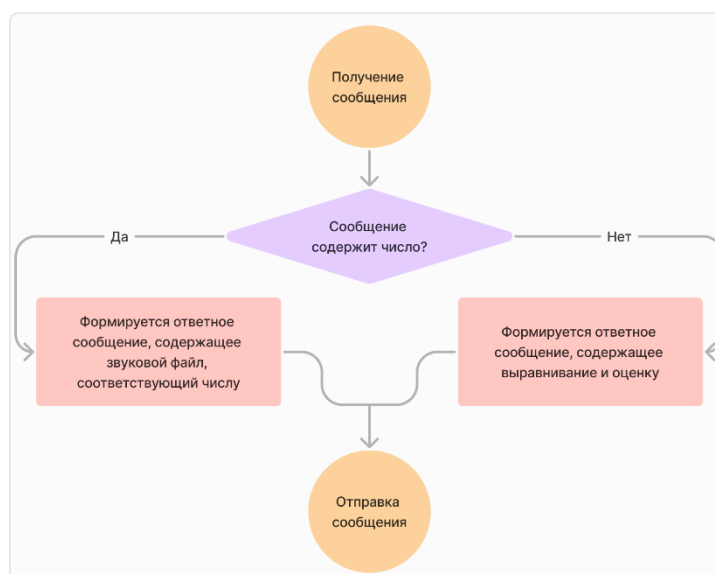 Получение
сообщения
Сообщение
содержит число?
Да
Нет
Формируется ответное
сообщение, содержащее
звуковой файл,
соответствующий числу
Формируется ответное
сообщение, содержащее
выравнивание и оценку
Отправка
сообщения